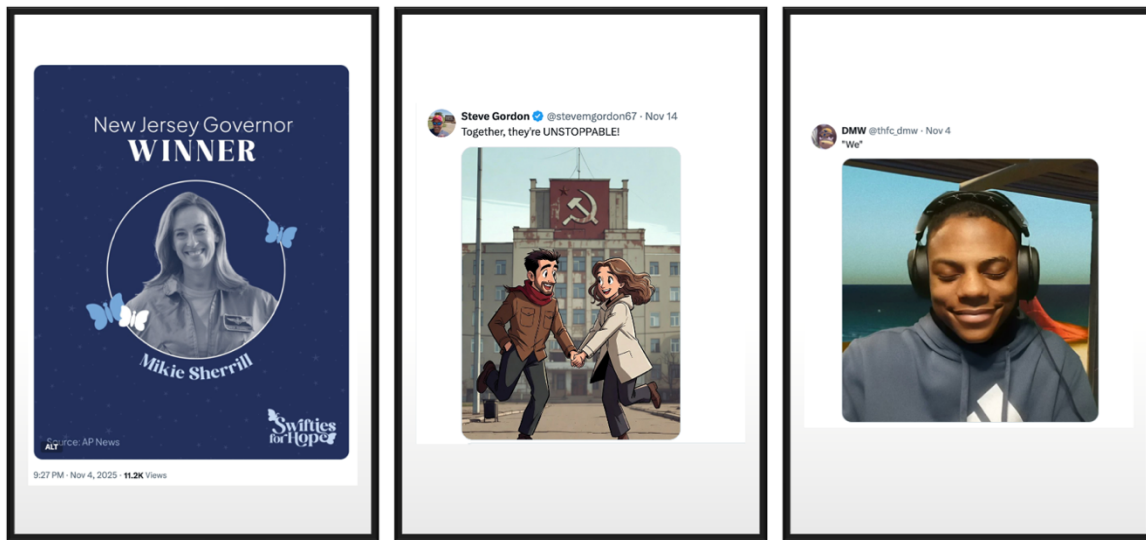 New Jersey Governor
WINNER
Mikie Sherrill
Swifties
for Hope
Source: AP News
ALT
9:27 PM · Nov 4, 2025 · 11.2K Views
Steve Gordon @stevemgordon67 · Nov 14
Together, they're UNSTOPPABLE!
DMW @thfc_dmw · Nov 4
"We"